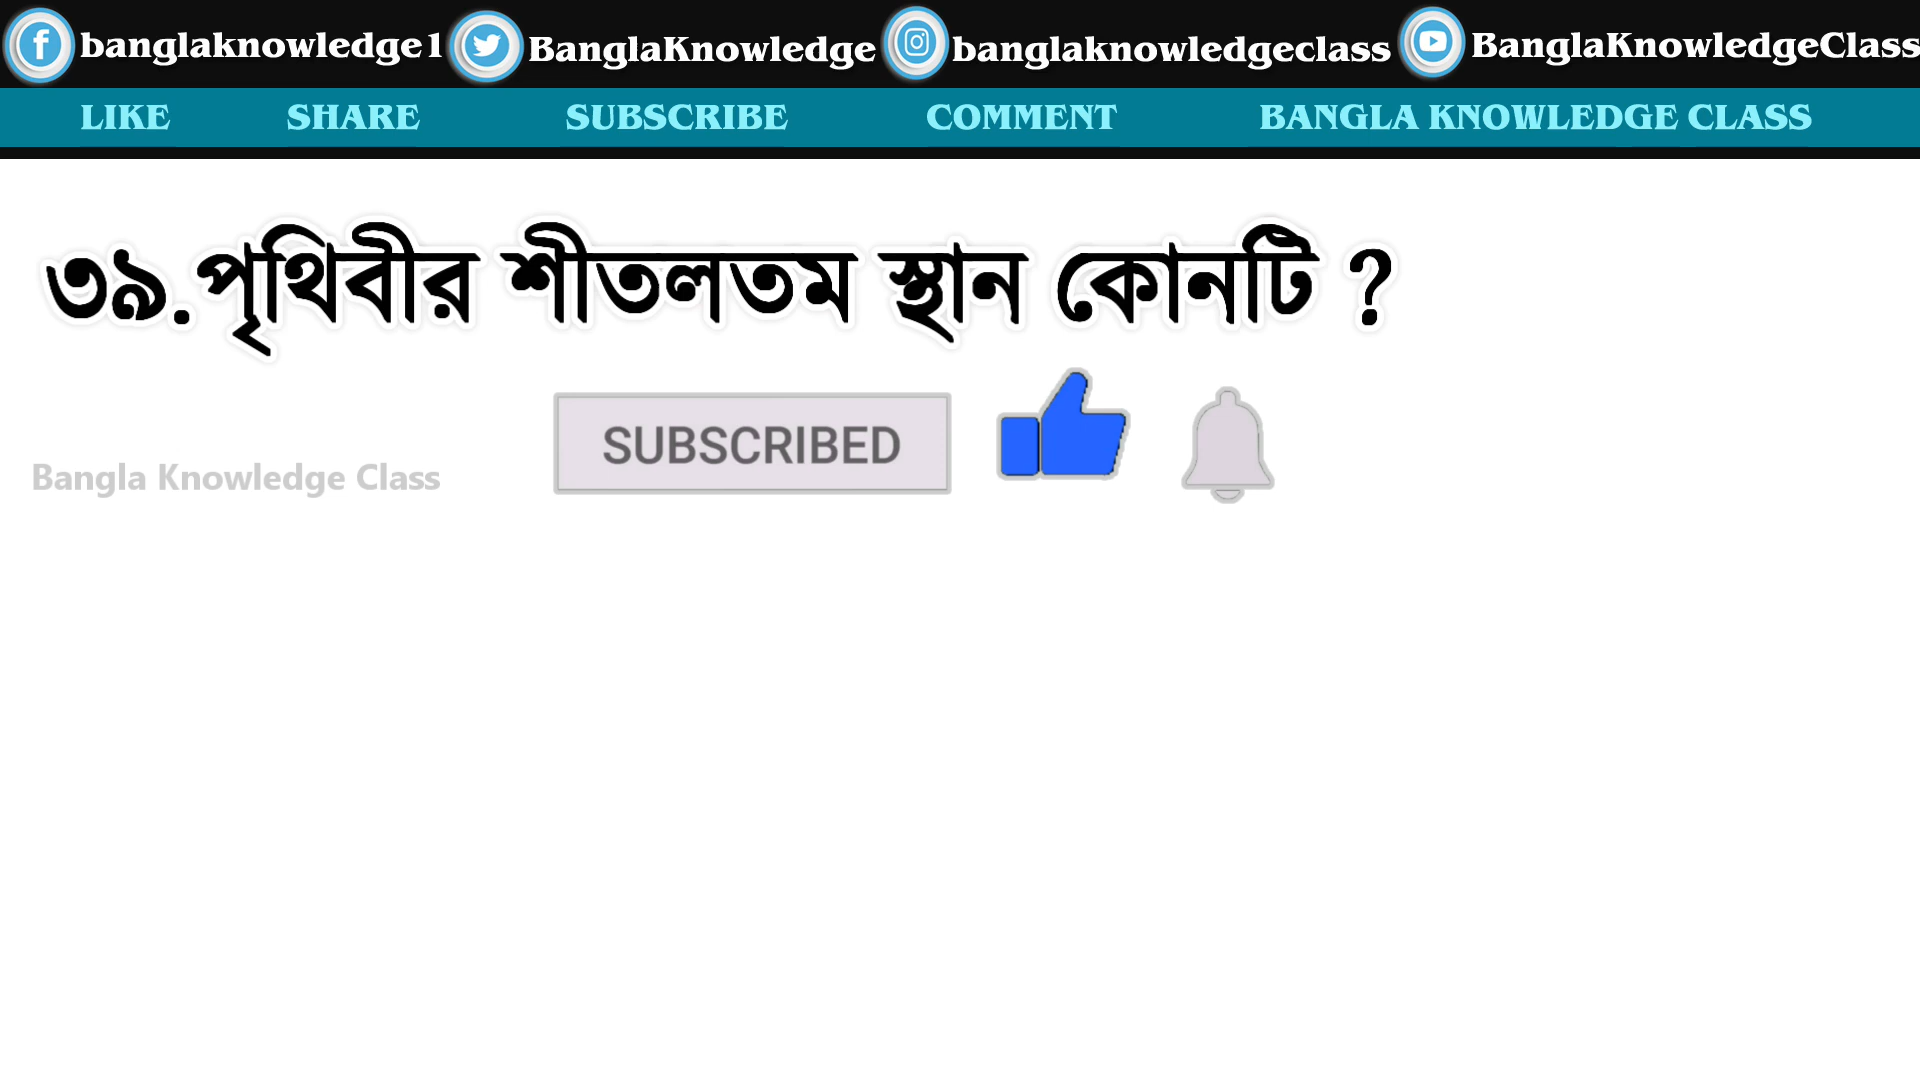 banglaknowledge1 BanglaKnowledge banglaknowledgeclass BanglaKnowledgeClass
LIKE SHARE SUBSCRIBE COMMENT BANGLA KNOWLEDGE CLASS
৩৯.পৃথিবীর শীতলতম স্থান কোনটি ?
SUBSCRIBED
Bangla Knowledge Class